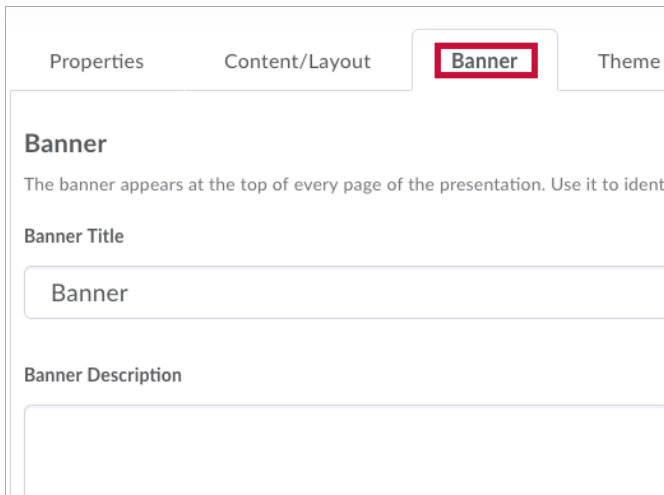 Properties Content/Layout Banner Theme
Banner
The banner appears at the top of every page of the presentation. Use it to ident
Banner Title
Banner
Banner Description